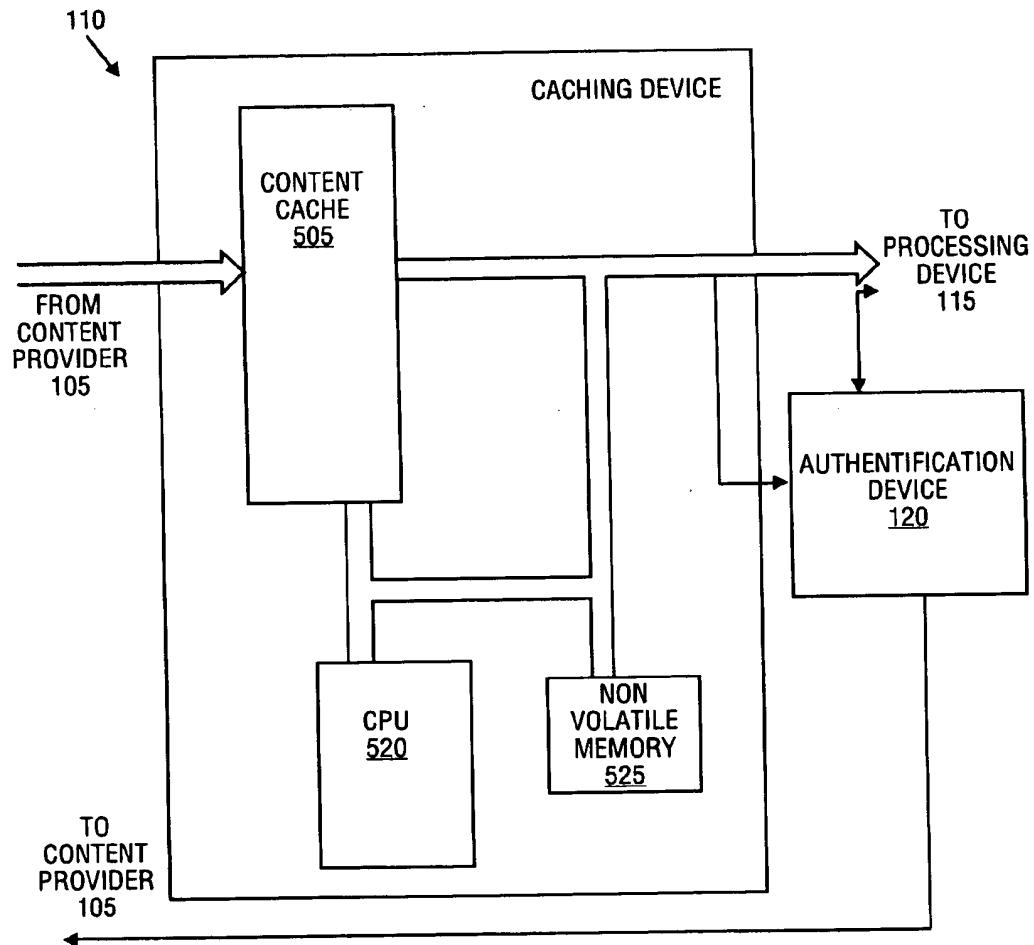 110
CACHING DEVICE
CONTENT
CACHE
505
TO
PROCESSING
DEVICE
115
FROM
CONTENT
PROVIDER
105
AUTHENTIFICATION
DEVICE
120
CPU
520
NON
VOLATILE
MEMORY
525
TO
CONTENT
PROVIDER
105